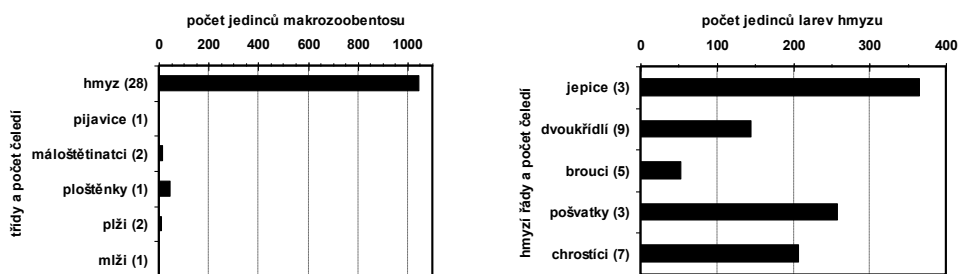 počet jedinců makrozoobentosu
0 200 400 600 800 1000
třídy a počet čeledí
hmyz (28)
pijavice (1)
máloštětinatci (2)
ploštěnky (1)
plži (2)
mlži (1)
počet jedinců larev hmyzu
0 100 200 300 400
hmyzí řády a počet čeledí
jepice (3)
dvoukřídlí (9)
brouci (5)
pošvatky (3)
chrostíci (7)